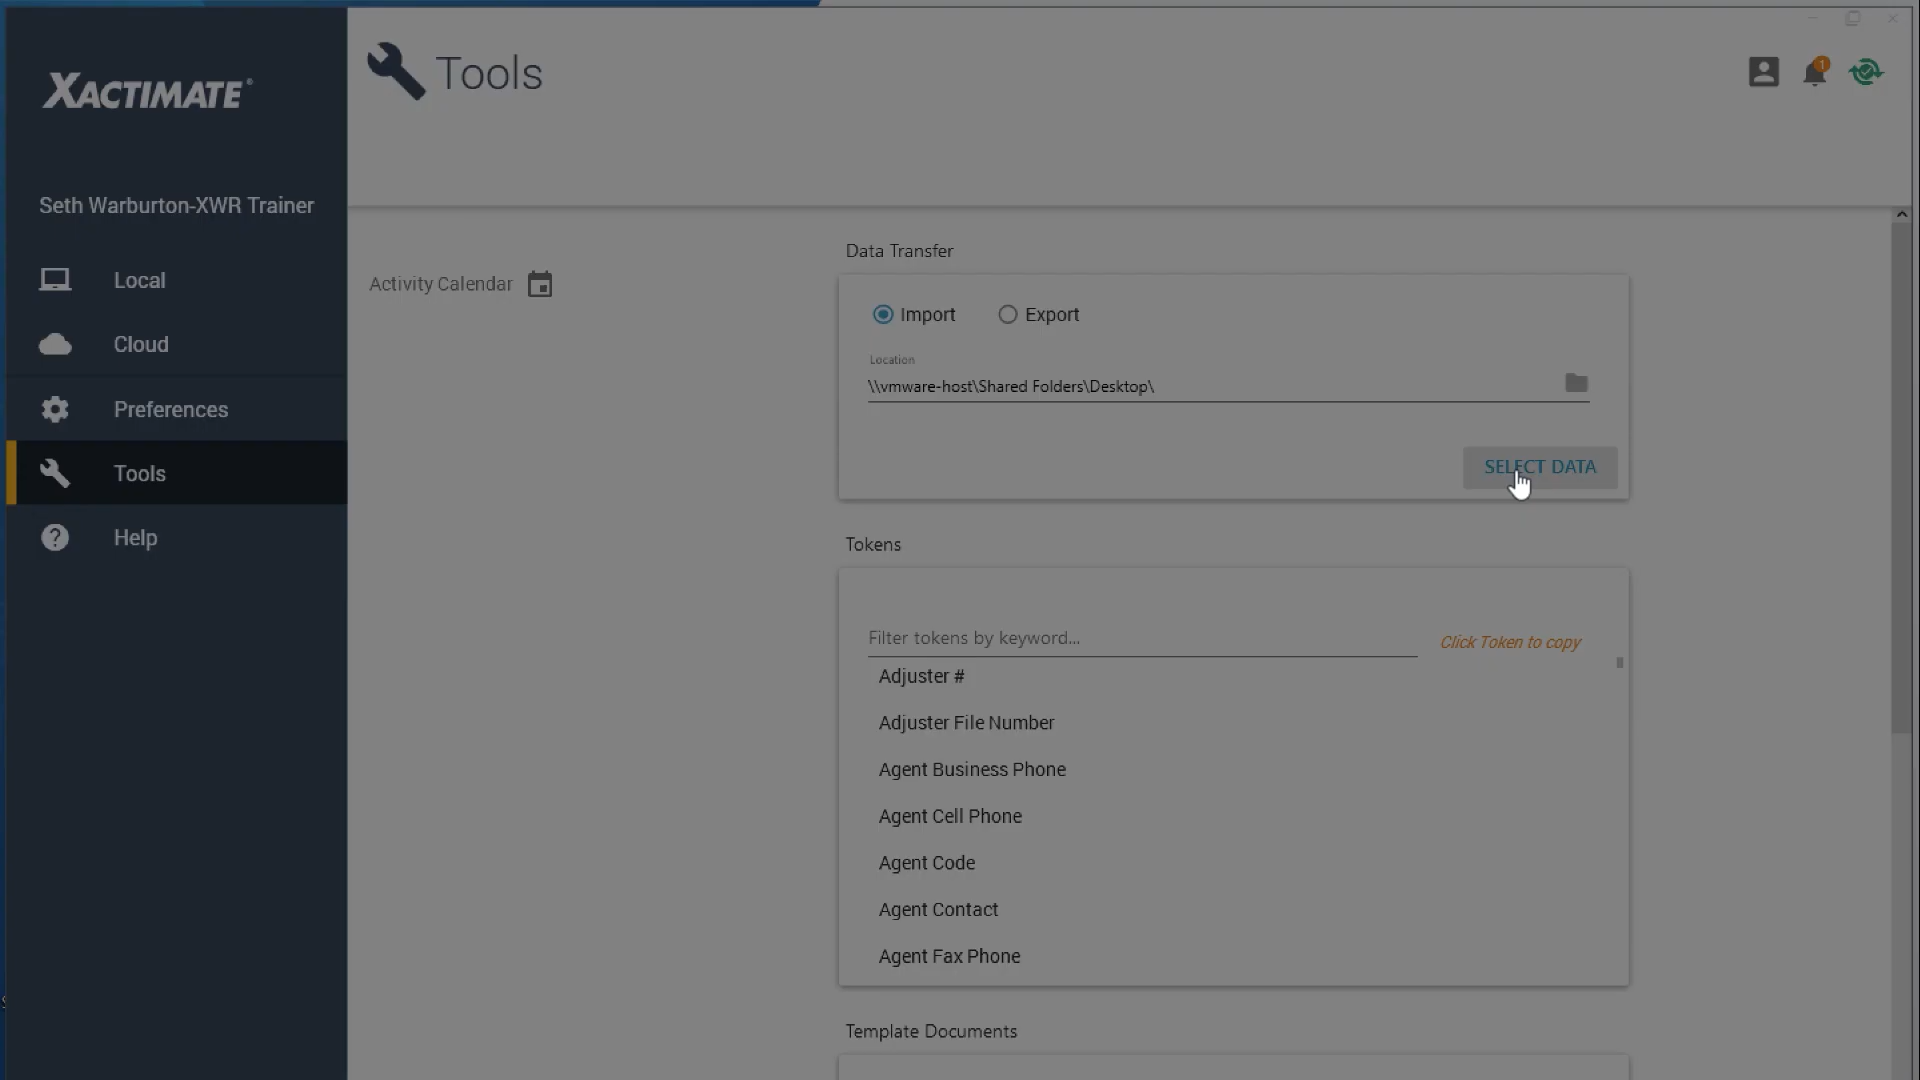 XACTIMATE®
Tools
1
Seth Warburton-XWR Trainer
Local
Cloud
Preferences
Tools
Help
Activity Calendar
Data Transfer
Import Export
Location
\\vmware-host\Shared Folders\Desktop\
SELECT DATA
Tokens
Filter tokens by keyword...
Click Token to copy
Adjuster #
Adjuster File Number
Agent Business Phone
Agent Cell Phone
Agent Code
Agent Contact
Agent Fax Phone
Template Documents